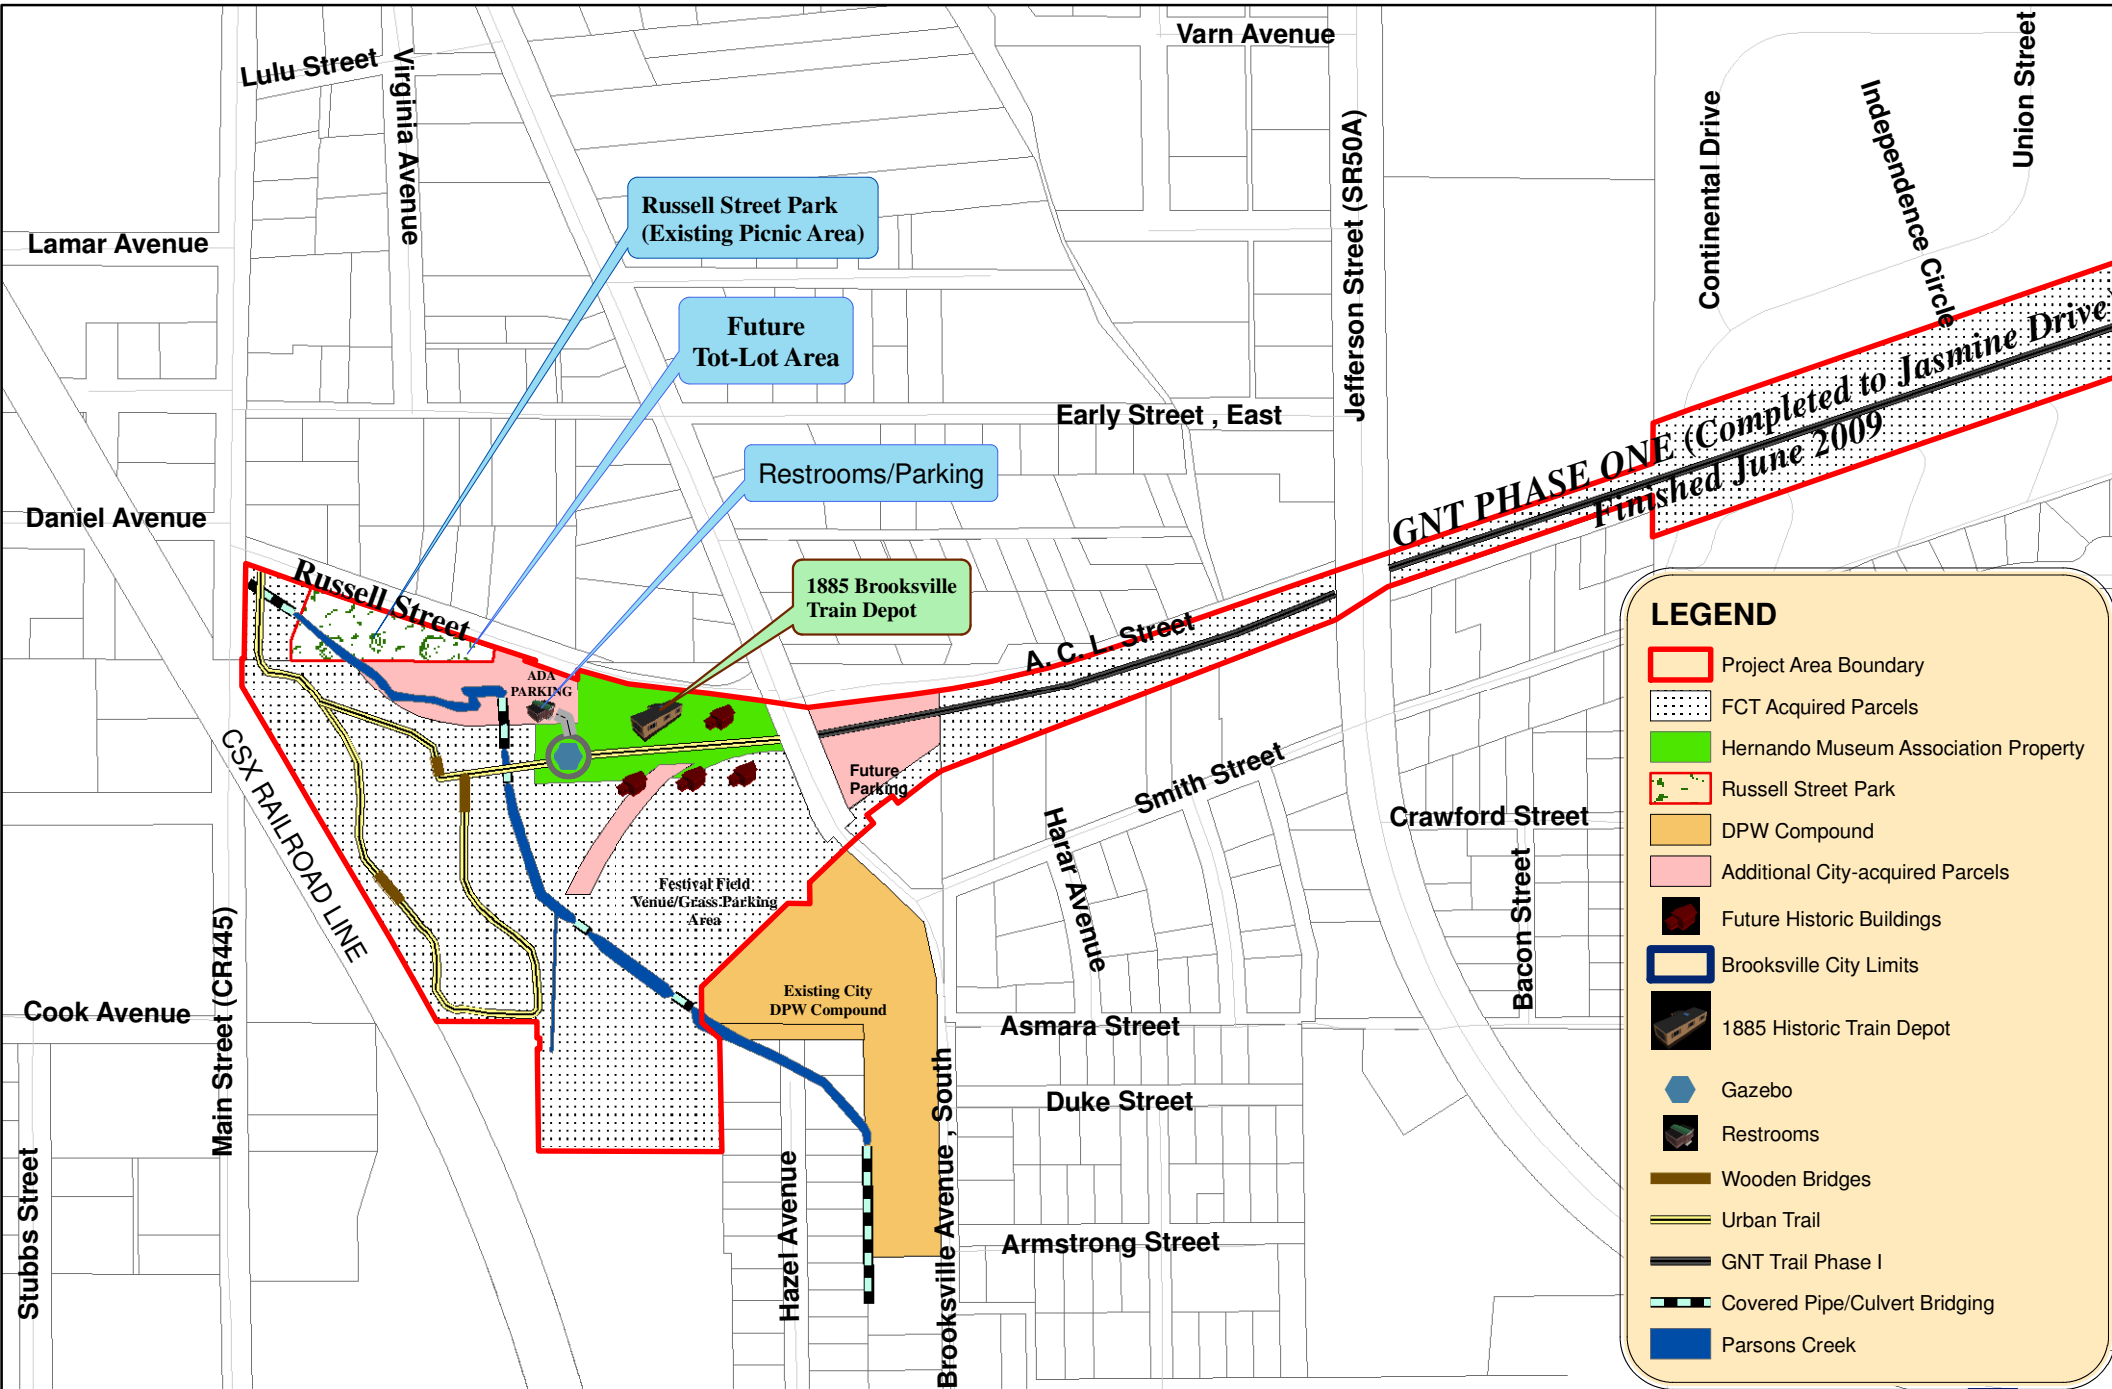 Varn Avenue
Lulu Street
Virginia Avenue
Union Street
Independence Circle
Continental Drive
Jefferson Street (SR50A)
Russell Street Park
(Existing Picnic Area)
Lamar Avenue
Future
Tot-Lot Area
Early Street , East
Restrooms/Parking
GNT PHASE ONE (Completed to Jasmine Drive
Finished June 2009
Daniel Avenue
Russell Street
1885 Brooksville
Train Depot
A. C. L. Street
ADA
PARKING
CSX RAILROAD LINE
Future
Parking
Smith Street
Harar Avenue
Crawford Street
Bacon Street
Festival Field
Venue/Grass Parking
Area
Main Street (CR445)
Existing City
DPW Compound
Cook Avenue
Asmara Street
Duke Street
Stubbs Street
Hazel Avenue
Brooksville Avenue , South
Armstrong Street
LEGEND
Project Area Boundary
FCT Acquired Parcels
Hernando Museum Association Property
Russell Street Park
DPW Compound
Additional City-acquired Parcels
Future Historic Buildings
Brooksville City Limits
1885 Historic Train Depot
Gazebo
Restrooms
Wooden Bridges
Urban Trail
GNT Trail Phase I
Covered Pipe/Culvert Bridging
Parsons Creek